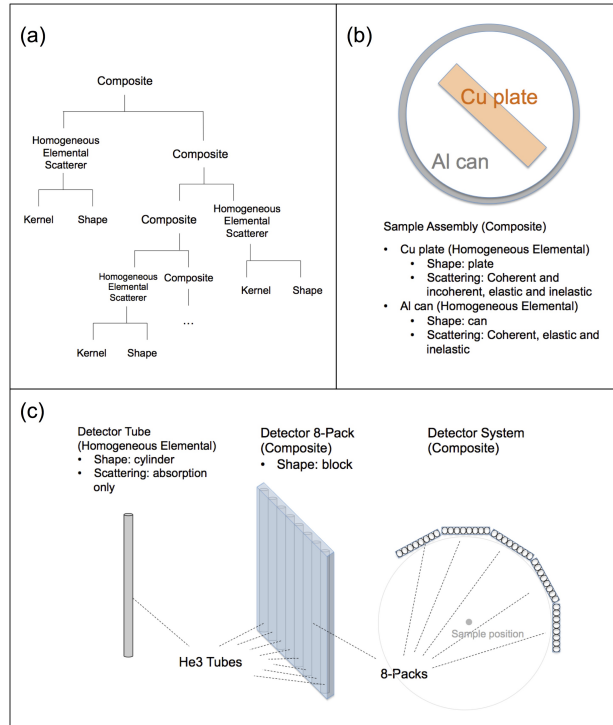 (a)
Composite
Homogeneous
Elemental
Scatterer
Composite
Kernel
Shape
Composite
Homogeneous
Elemental
Scatterer
Homogeneous
Elemental
Scatterer
Composite
Kernel
Shape
...
Kernel
Shape
(b)
Cu plate
Al can
Sample Assembly (Composite)
• Cu plate (Homogeneous Elemental)
• Shape: plate
• Scattering: Coherent and
incoherent, elastic and inelastic
• Al can (Homogeneous Elemental)
• Shape: can
• Scattering: Coherent, elastic and
inelastic
(c)
Detector Tube
(Homogeneous Elemental)
• Shape: cylinder
• Scattering: absorption
only
Detector 8-Pack
(Composite)
• Shape: block
Detector System
(Composite)
Sample position
He3 Tubes
8-Packs